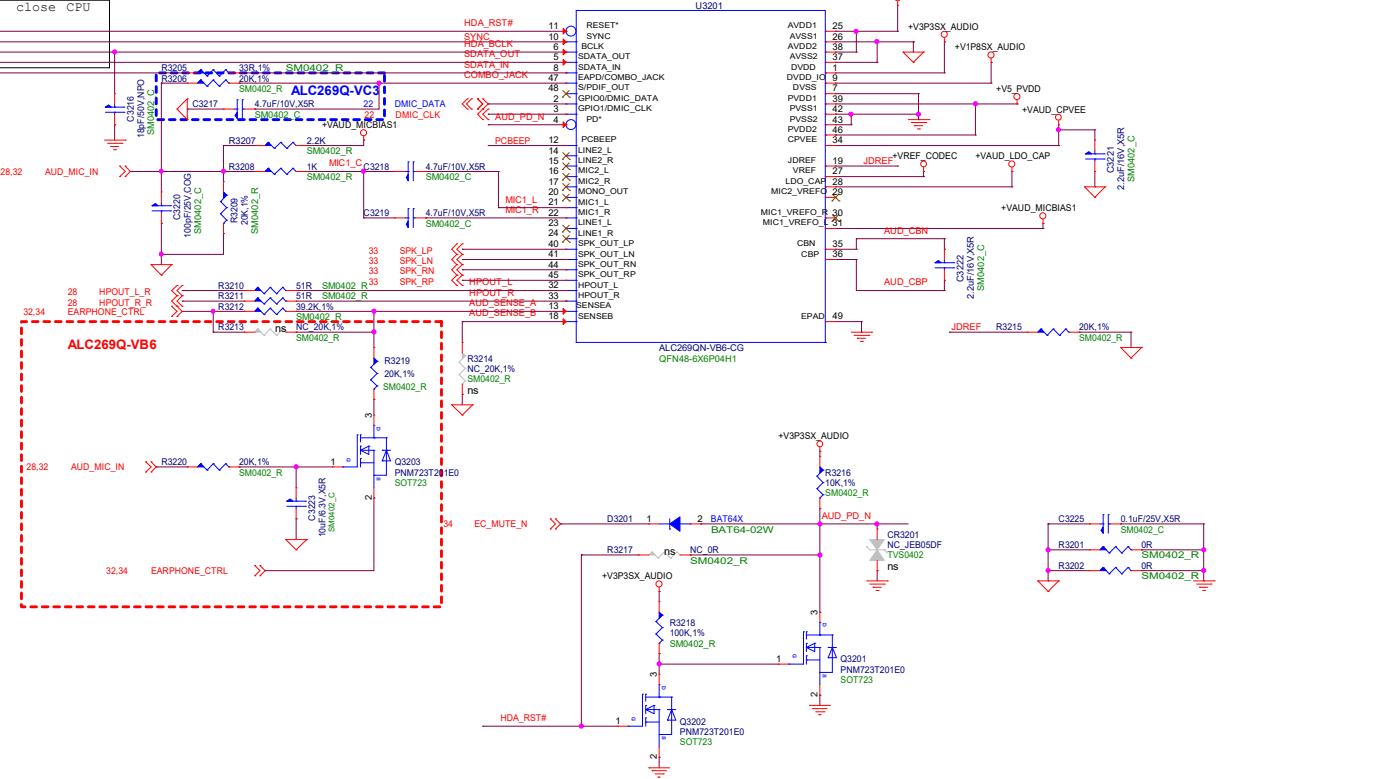 close CPU
U3201
HDA_RST#
SYNC
HDA_BCLK
SDATA_OUT
SDATA_IN
COMBO_JACK
11 RESET*
10 SYNC
6 BCLK
5 SDATA_OUT
8 SDATA_IN
47 EAPD/COMBO_JACK
48 S/PDIF_OUT
2 GPIO0/DMIC_DATA
3 GPIO1/DMIC_CLK
4 PD*
12 PCBEEP
14 LINE2_L
15 LINE2_R
16 MIC2_L
17 MIC2_R
20 MONO_OUT
21 MIC1_L
22 MIC1_R
23 LINE1_L
24 LINE1_R
40 SPK_OUT_LP
41 SPK_OUT_LN
44 SPK_OUT_RN
45 SPK_OUT_RP
32 HPOUT_L
33 HPOUT_R
13 SENSEA
18 SENSEB
AVDD1 25
AVSS1 26
AVDD2 38
AVSS2 37
DVDD 1
DVDD_IO 9
DVSS 7
PVDD1 39
PVSS1 42
PVSS2 43
PVDD2 46
CPVEE 34
JDREF 19
VREF 27
LDO_CAP 28
MIC2_VREFO 29
MIC1_VREFO_R 30
MIC1_VREFO_L 31
CBN 35
CBP 36
EPAD 49
ALC269QN-VB6-CG
QFN48-6X6P04H1
+V3P3SX_AUDIO
+V1P8SX_AUDIO
+V5_PVDD
+VAUD_CPVEE
C3221
2.2uF/16V,X5R
SM0402_C
JDREF
+VREF_CODEC
+VAUD_LDO_CAP
+VAUD_MICBIAS1
AUD_CBN
AUD_CBP
C3222
2.2uF/16V,X5R
SM0402_C
JDREF R3215 20K,1%
SM0402_R
R3205 33R,1% SM0402_R
R3206 20K,1%
SM0402_R
ALC269Q-VC3
C3217 4.7uF/10V,X5R
SM0402_C
22 DMIC_DATA
22 DMIC_CLK
AUD_PD_N
PCBEEP
C3216
18pF/50V,NPO
SM0402_C
+VAUD_MICBIAS1
R3207 2.2K
SM0402_R
28,32 AUD_MIC_IN
R3208 1K
SM0402_R
MIC1_C
C3218 4.7uF/10V,X5R
SM0402_C
C3219 4.7uF/10V,X5R
SM0402_C
MIC1_L
MIC1_R
C3220
100pF/25V,COG
SM0402_C
R3209
20K,1%
SM0402_R
33 SPK_LP
33 SPK_LN
33 SPK_RN
33 SPK_RP
HPOUT_L
HPOUT_R
AUD_SENSE_A
AUD_SENSE_B
28 HPOUT_L_R R3210 51R SM0402_R
28 HPOUT_R_R R3211 51R SM0402_R
32,34 EARPHONE_CTRL R3212 39.2K,1%
SM0402_R
R3213 ns NC_20K,1%
SM0402_R
ALC269Q-VB6
R3219
20K,1%
SM0402_R
R3214
NC_20K,1%
SM0402_R
ns
3
D
G
S
2
Q3203
PNM723T201E0
SOT723
28,32 AUD_MIC_IN R3220 20K,1% 1
SM0402_R
C3223
10uF/6.3V,X5R
SM0402_C
32,34 EARPHONE_CTRL
+V3P3SX_AUDIO
R3216
10K,1%
SM0402_R
34 EC_MUTE_N D3201 1 2 BAT64X
BAT64-02W
AUD_PD_N
CR3201
NC_JEB05DF
TVS0402
ns
R3217 ns NC_0R
SM0402_R
+V3P3SX_AUDIO
R3218
100K,1%
SM0402_R
3
D
1
G
S
2
Q3201
PNM723T201E0
SOT723
HDA_RST#
3
D
1
G
S
2
Q3202
PNM723T201E0
SOT723
C3225 0.1uF/25V,X5R
SM0402_C
R3201 0R
SM0402_R
R3202 0R
SM0402_R